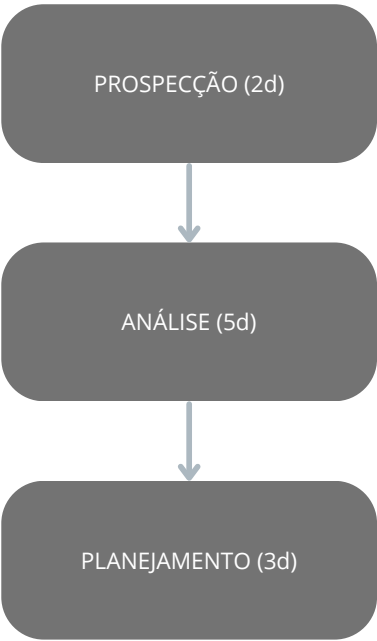 PROSPECÇÃO (2d)
ANÁLISE (5d)
PLANEJAMENTO (3d)